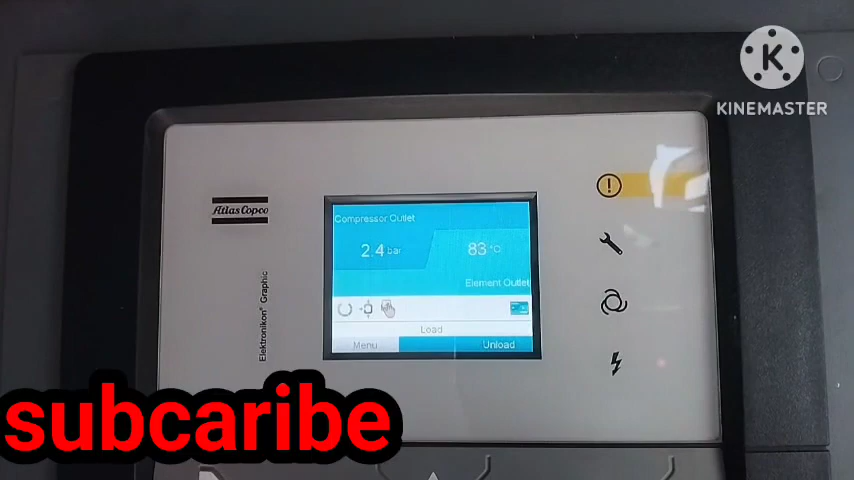 KINEMASTER
Atlas Copco
Compressor Outlet
2.4 bar 83 °C
Element Outlet
Elektronikon® Graphic
Load
Menu Unload
subcaribe